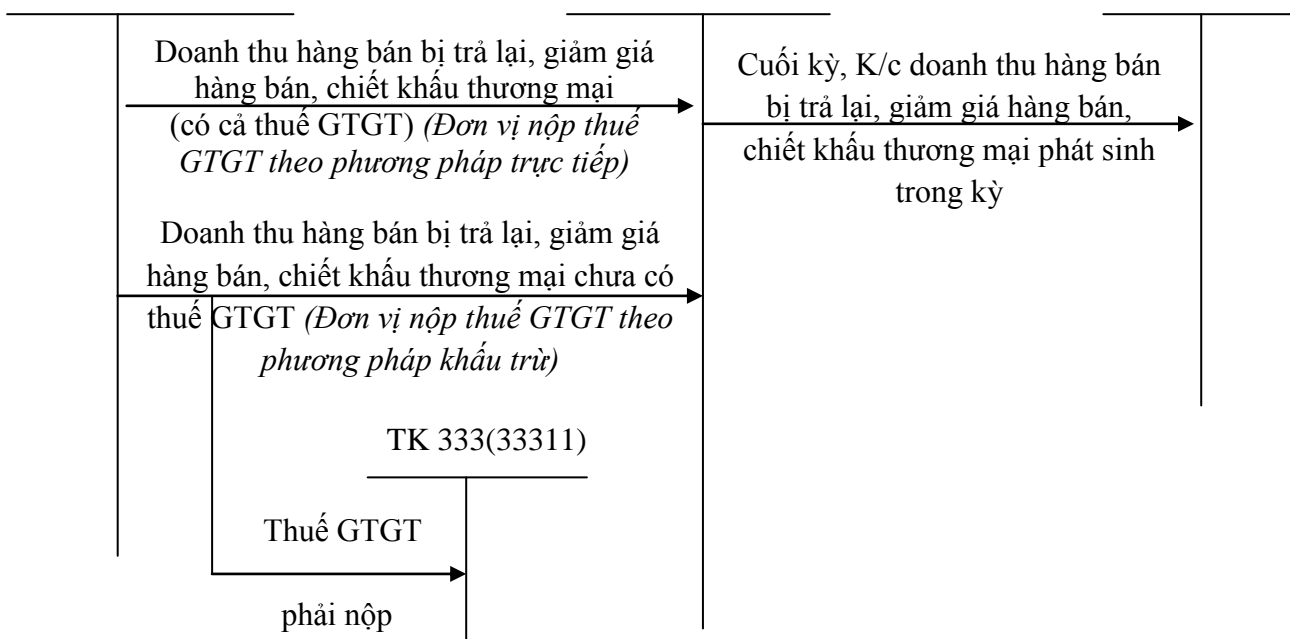 Doanh thu hàng bán bị trả lại, giảm giá
hàng bán, chiết khấu thương mại
(có cả thuế GTGT) (Đơn vị nộp thuế
GTGT theo phương pháp trực tiếp)
Cuối kỳ, K/c doanh thu hàng bán
bị trả lại, giảm giá hàng bán,
chiết khấu thương mại phát sinh
trong kỳ
Doanh thu hàng bán bị trả lại, giảm giá
hàng bán, chiết khấu thương mại chưa có
thuế GTGT (Đơn vị nộp thuế GTGT theo
phương pháp khấu trừ)
TK 333(33311)
Thuế GTGT
phải nộp